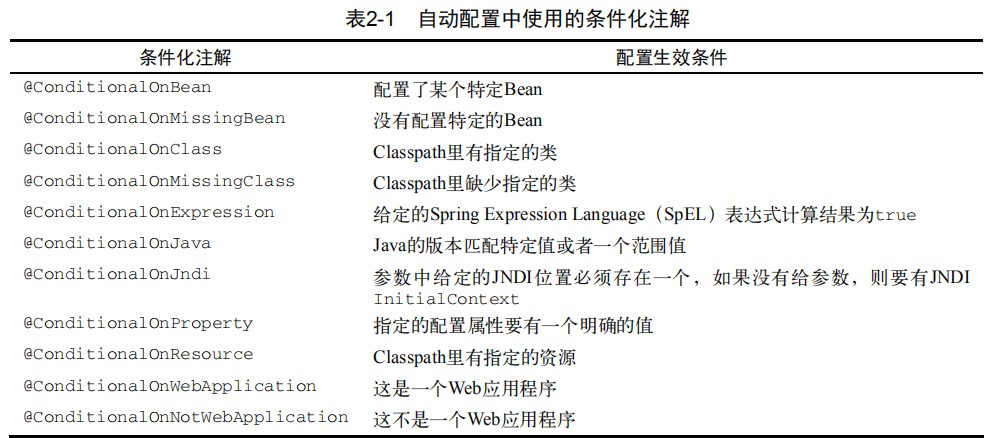 表2-1 自动配置中使用的条件化注解
条件化注解 配置生效条件
@ConditionalOnBean 配置了某个特定Bean
@ConditionalOnMissingBean 没有配置特定的Bean
@ConditionalOnClass Classpath里有指定的类
@ConditionalOnMissingClass Classpath里缺少指定的类
@ConditionalOnExpression 给定的Spring Expression Language（SpEL）表达式计算结果为true
@ConditionalOnJava Java的版本匹配特定值或者一个范围值
@ConditionalOnJndi 参数中给定的JNDI位置必须存在一个，如果没有给参数，则要有JNDI
InitialContext
@ConditionalOnProperty 指定的配置属性要有一个明确的值
@ConditionalOnResource Classpath里有指定的资源
@ConditionalOnWebApplication 这是一个Web应用程序
@ConditionalOnNotWebApplication 这不是一个Web应用程序